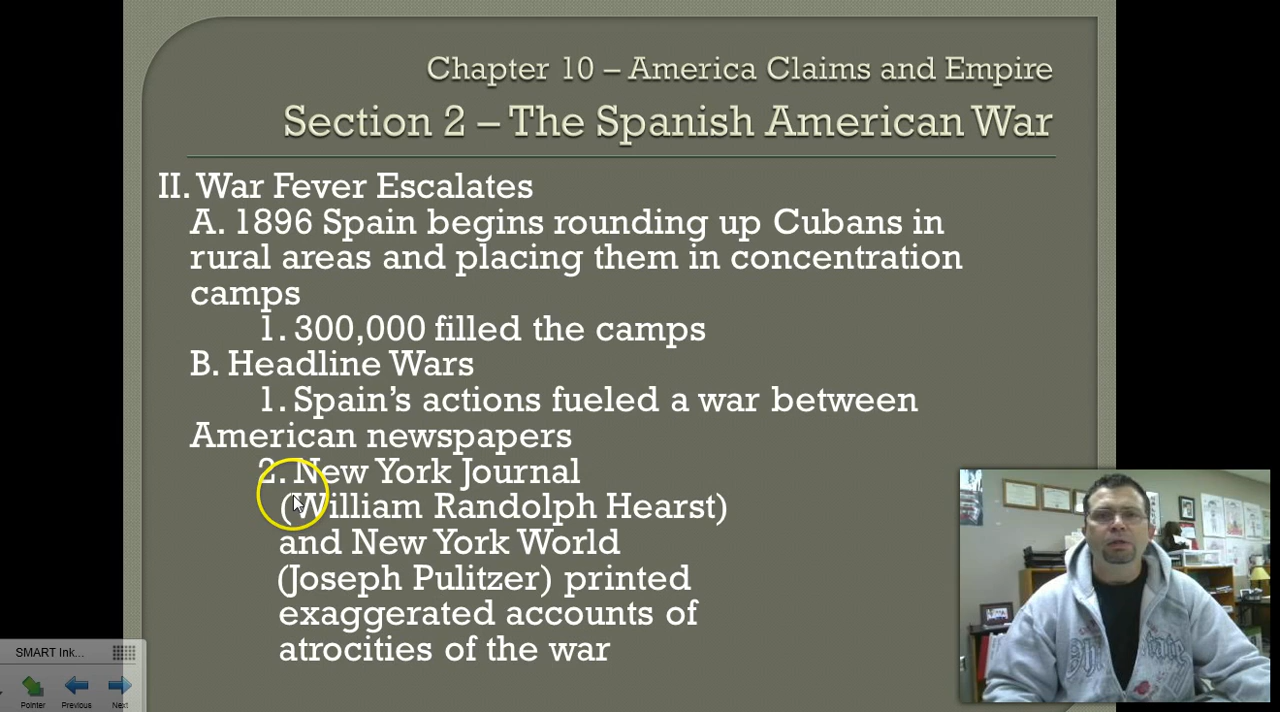 Chapter 10 – America Claims and Empire
Section 2 – The Spanish American War
II. War Fever Escalates
A. 1896 Spain begins rounding up Cubans in
rural areas and placing them in concentration
camps
1. 300,000 filled the camps
B. Headline Wars
1. Spain's actions fueled a war between
American newspapers
2. New York Journal
(William Randolph Hearst)
and New York World
(Joseph Pulitzer) printed
exaggerated accounts of
atrocities of the war
SMART Ink...
Pointer Previous Next